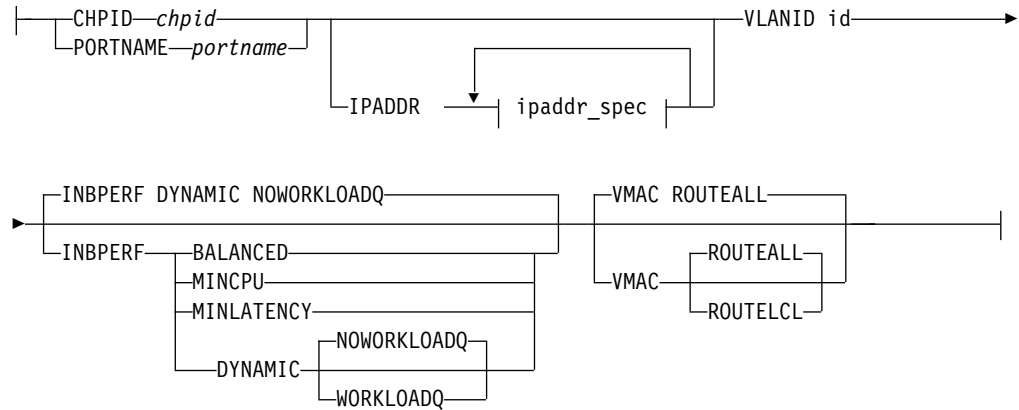 CHPID chpid VLANID id
PORTNAME portname
IPADDR ipaddr_spec
INBPERF DYNAMIC NOWORKLOADQ VMAC ROUTEALL
INBPERF BALANCED ROUTEALL
MINCPU VMAC
MINLATENCY ROUTELCL
NOWORKLOADQ
DYNAMIC
WORKLOADQ